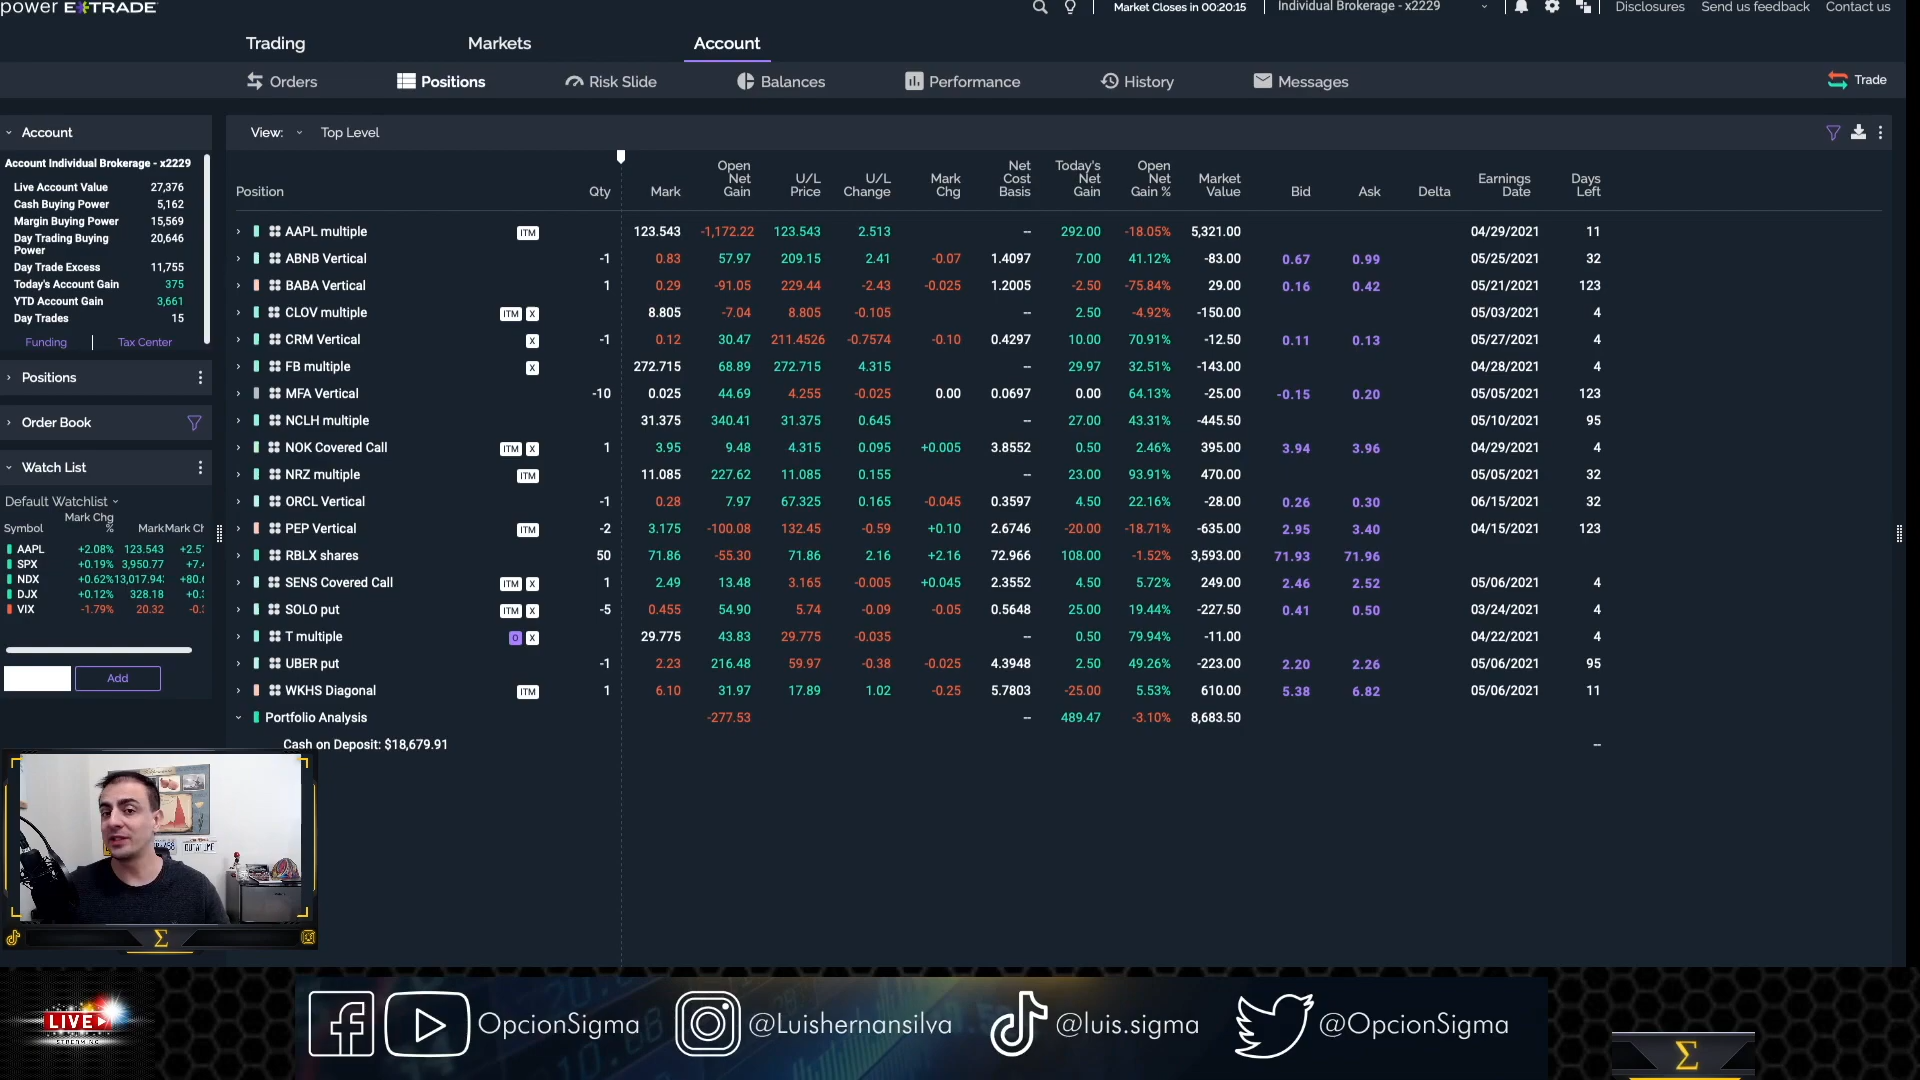 power E*TRADE
Market Closes in 00:20:15
Individual Brokerage - x2229
Disclosures Send us feedback Contact us
Trading Markets Account
Orders Positions Risk Slide Balances Performance History Messages Trade
Account
Account Individual Brokerage - x2229
Live Account Value 27,376
Cash Buying Power 5,162
Margin Buying Power 15,569
Day Trading Buying Power 20,646
Day Trade Excess 11,755
Today's Account Gain 375
YTD Account Gain 3,661
Day Trades 15
Funding Tax Center
Positions
Order Book
Watch List
Default Watchlist
Symbol Mark Chg % Mark Mark Ch
AAPL +2.08% 123.543 +2.5
SPX +0.19% 3,950.77 +7.4
NDX +0.62% 13,017.94 +80.6
DJX +0.12% 328.18 +0.3
VIX -1.79% 20.32 -0.3
Add
View: Top Level
Position Qty Mark Open Net Gain U/L Price U/L Change Mark Chg Net Cost Basis Today's Net Gain Open Net Gain % Market Value Bid Ask Delta Earnings Date Days Left
AAPL multiple ITM 123.543 -1,172.22 123.543 2.513 -- 292.00 -18.05% 5,321.00 04/29/2021 11
ABNB Vertical -1 0.83 57.97 209.15 2.41 -0.07 1.4097 7.00 41.12% -83.00 0.67 0.99 05/25/2021 32
BABA Vertical 1 0.29 -91.05 229.44 -2.43 -0.025 1.2005 -2.50 -75.84% 29.00 0.16 0.42 05/21/2021 123
CLOV multiple ITM X 8.805 -7.04 8.805 -0.105 -- 2.50 -4.92% -150.00 05/03/2021 4
CRM Vertical X -1 0.12 30.47 211.4526 -0.7574 -0.10 0.4297 10.00 70.91% -12.50 0.11 0.13 05/27/2021 4
FB multiple X 272.715 68.89 272.715 4.315 -- 29.97 32.51% -143.00 04/28/2021 4
MFA Vertical -10 0.025 44.69 4.255 -0.025 0.00 0.0697 0.00 64.13% -25.00 -0.15 0.20 05/05/2021 123
NCLH multiple 31.375 340.41 31.375 0.645 -- 27.00 43.31% -445.50 05/10/2021 95
NOK Covered Call ITM X 1 3.95 9.48 4.315 0.095 +0.005 3.8552 0.50 2.46% 395.00 3.94 3.96 04/29/2021 4
NRZ multiple ITM 11.085 227.62 11.085 0.155 -- 23.00 93.91% 470.00 05/05/2021 32
ORCL Vertical -1 0.28 7.97 67.325 0.165 -0.045 0.3597 4.50 22.16% -28.00 0.26 0.30 06/15/2021 32
PEP Vertical ITM -2 3.175 -100.08 132.45 -0.59 +0.10 2.6746 -20.00 -18.71% -635.00 2.95 3.40 04/15/2021 123
RBLX shares 50 71.86 -55.30 71.86 2.16 +2.16 72.966 108.00 -1.52% 3,593.00 71.93 71.96
SENS Covered Call ITM X 1 2.49 13.48 3.165 -0.005 +0.045 2.3552 4.50 5.72% 249.00 2.46 2.52 05/06/2021 4
SOLO put ITM X -5 0.455 54.90 5.74 -0.09 -0.05 0.5648 25.00 19.44% -227.50 0.41 0.50 03/24/2021 4
T multiple O X 29.775 43.83 29.775 -0.035 -- 0.50 79.94% -11.00 04/22/2021 4
UBER put -1 2.23 216.48 59.97 -0.38 -0.025 4.3948 2.50 49.26% -223.00 2.20 2.26 05/06/2021 95
WKHS Diagonal ITM 1 6.10 31.97 17.89 1.02 -0.25 5.7803 -25.00 5.53% 610.00 5.38 6.82 05/06/2021 11
Portfolio Analysis -277.53 -- 489.47 -3.10% 8,683.50
Cash on Deposit: $18,679.91 --
Σ
LIVE
STREAMING
OpcionSigma @Luishernansilva @luis.sigma @OpcionSigma
Σ